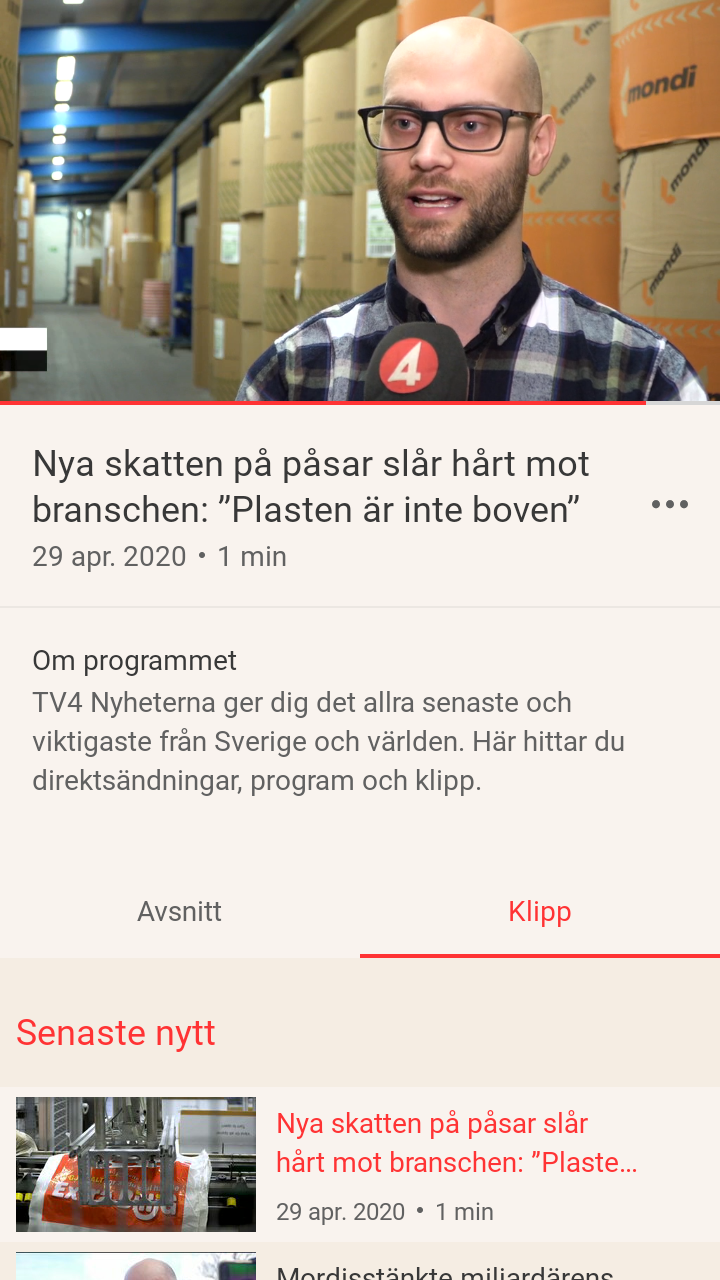 mondi
mondi
mondi
mondi
mondi
4
Nya skatten på påsar slår hårt mot
branschen: ”Plasten är inte boven”
29 apr. 2020 • 1 min
Om programmet
TV4 Nyheterna ger dig det allra senaste och
viktigaste från Sverige och världen. Här hittar du
direktsändningar, program och klipp.
Avsnitt
Klipp
Senaste nytt
Nya skatten på påsar slår
hårt mot branschen: ”Plaste...
29 apr. 2020 • 1 min
Mordisstänkte miljardärens